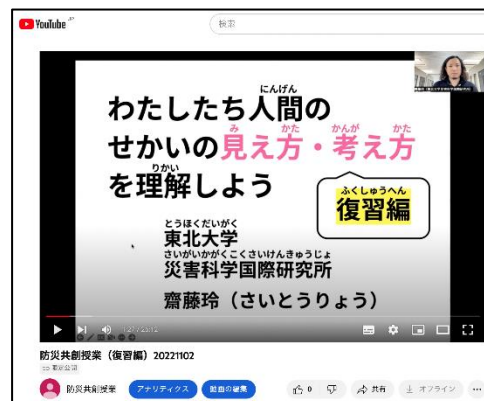 YouTube JP
検索
わたしたち人間の
にんげん
せかいの見え方・考え方
み かた かんが かた
を理解しよう
りかい
復習編
ふくしゅうへん
東北大学
とうほくだいがく
災害科学国際研究所
さいがいかがくこくさいけんきゅうじょ
齋藤玲（さいとうりょう）
防災共創授業（復習編）20221102
限定公開
防災共創授業
アナリティクス
動画の編集
0
共有
オフライン